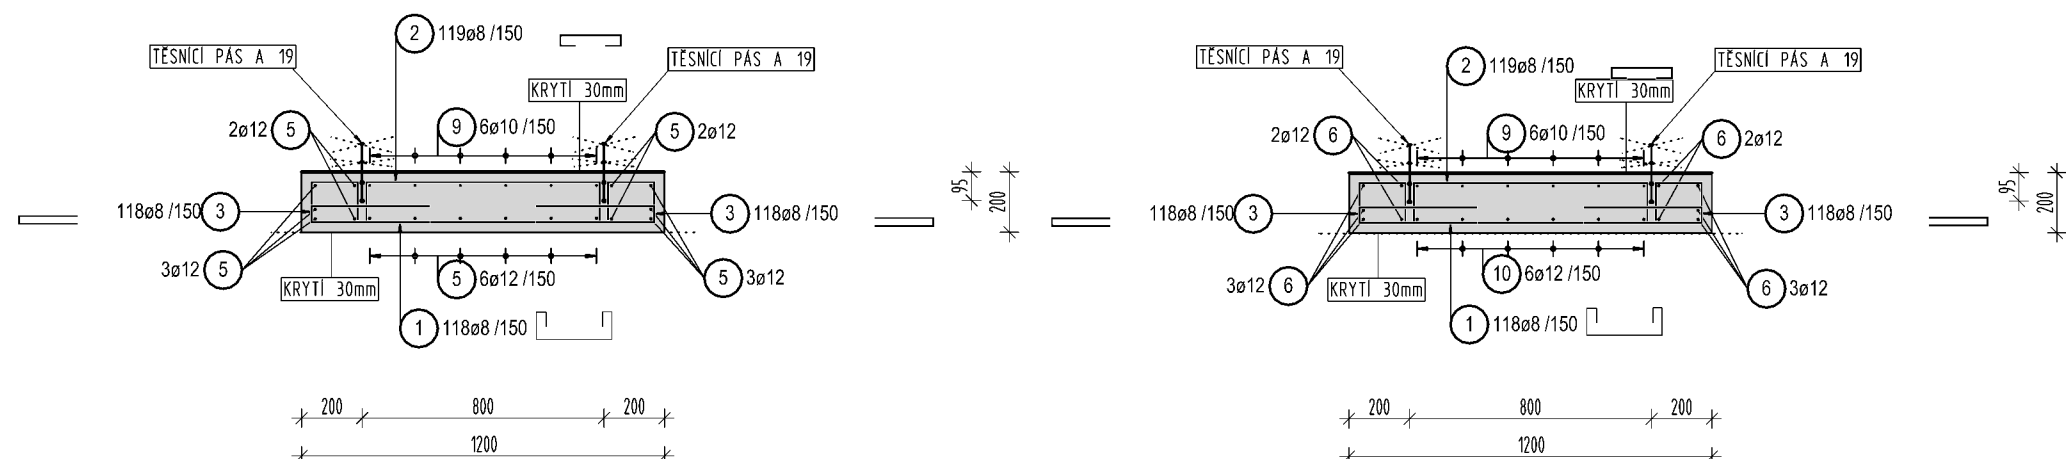 2 119ø8 /150
TĚSNÍCÍ PÁS A 19
TĚSNÍCÍ PÁS A 19
KRYTÍ 30mm
2ø12 5
9 6ø10 /150
5 2ø12
118ø8 /150 3
3 118ø8 /150
3ø12 5
5 6ø12 /150
5 3ø12
KRYTÍ 30mm
1 118ø8 /150
95
200
200
800
200
1200
TĚSNÍCÍ PÁS A 19
2 119ø8 /150
TĚSNÍCÍ PÁS A 19
KRYTÍ 30mm
2ø12 6
9 6ø10 /150
6 2ø12
118ø8 /150 3
3 118ø8 /150
3ø12 6
10 6ø12 /150
6 3ø12
KRYTÍ 30mm
1 118ø8 /150
95
200
200
800
200
1200